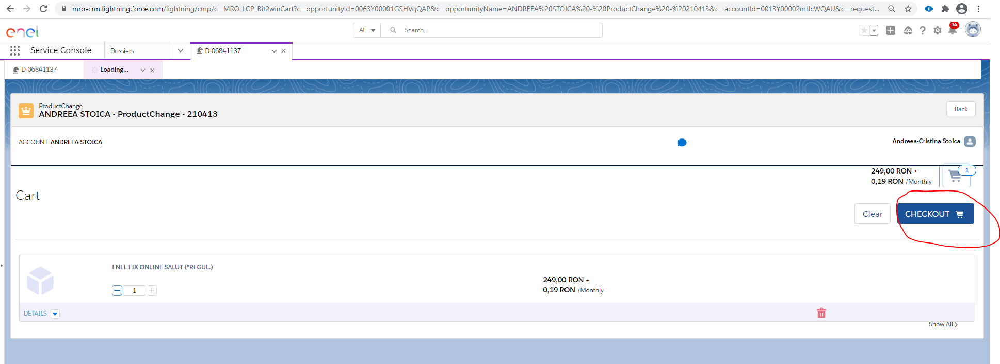 mro-crm.lightning.force.com/lightning/cmp/c__MRO_LCP_Bit2winCart?c__opportunityId=0063Y00001GSHVqQAP&c__opportunityName=ANDREEA%20STOICA%20-%20ProductChange%20-%20210413&c__accountId=0013Y00002mIJcWQAU&c__request...
enel
All
Search...
14
Service Console
Dossiers
D-06841137
D-06841137
Loading...
ProductChange
ANDREEA STOICA - ProductChange - 210413
Back
ACCOUNT: ANDREEA STOICA
Andreea-Cristina Stoica
249,00 RON +
0,19 RON /Monthly
1
Cart
Clear
CHECKOUT
ENEL FIX ONLINE SALUT (*REGUL.)
1
249,00 RON +
0,19 RON /Monthly
DETAILS
Show All